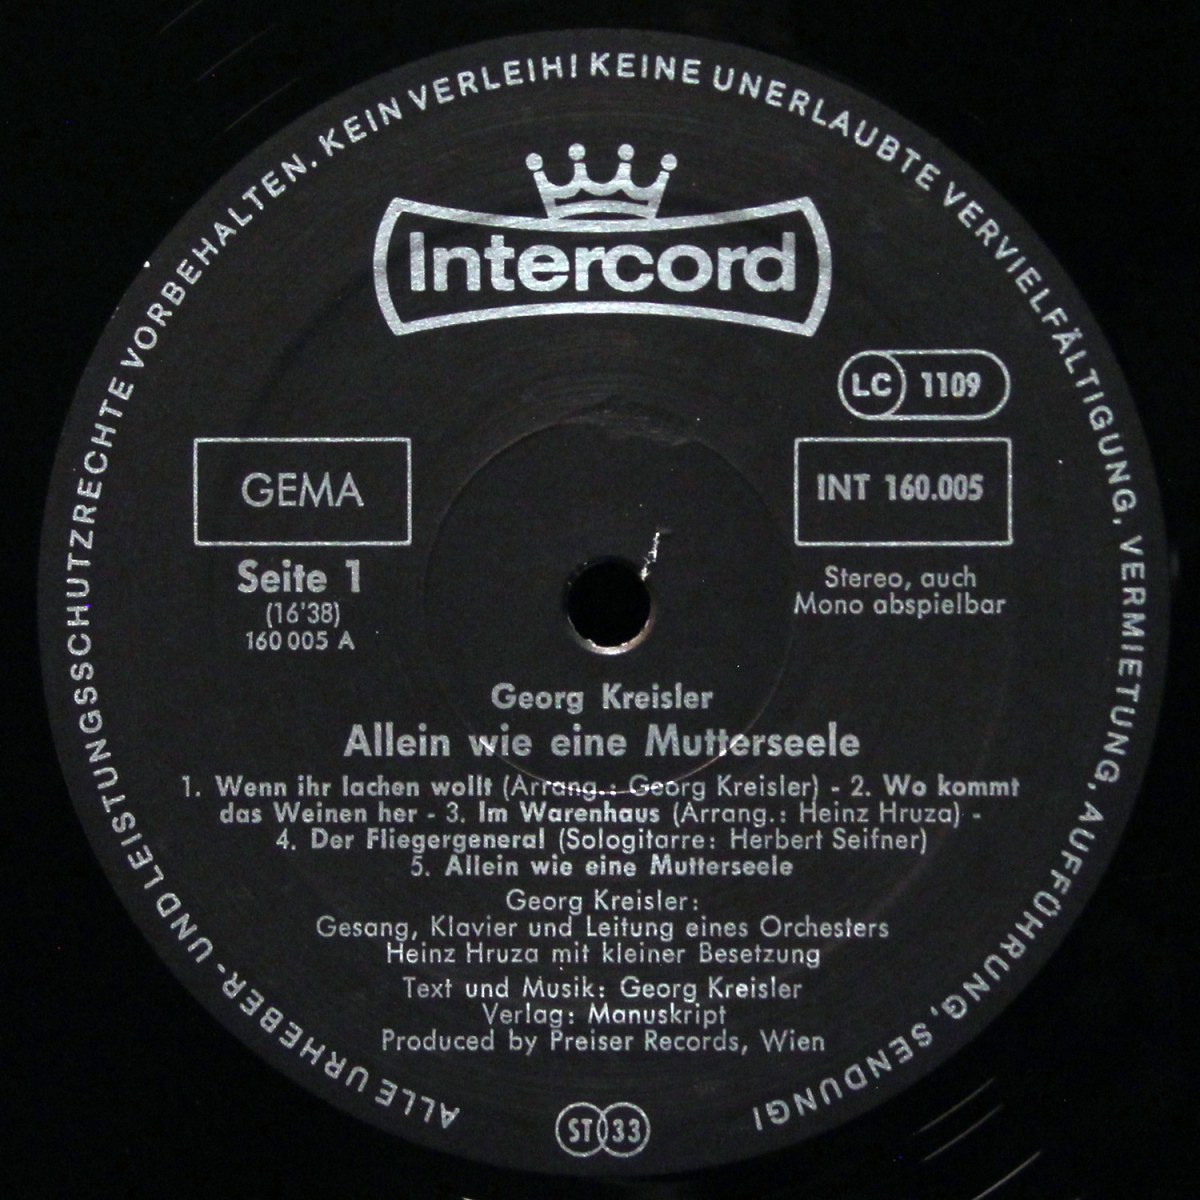 ALLE URHEBER- UND LEISTUNGSSCHUTZRECHTE VORBEHALTEN. KEIN VERLEIH! KEINE UNERLAUBTE VERVIELFÄLTIGUNG, VERMIETUNG, AUFFÜHRUNG, SENDUNG!
Intercord
LC 1109
GEMA
INT 160.005
Seite 1
(16'38)
160 005 A
Stereo, auch
Mono abspielbar
Georg Kreisler
Allein wie eine Mutterseele
1. Wenn ihr lachen wollt (Arrang.: Georg Kreisler) - 2. Wo kommt
das Weinen her - 3. Im Warenhaus (Arrang.: Heinz Hruza) -
4. Der Fliegergeneral (Sologitarre: Herbert Seifner)
5. Allein wie eine Mutterseele
Georg Kreisler:
Gesang, Klavier und Leitung eines Orchesters
Heinz Hruza mit kleiner Besetzung
Text und Musik: Georg Kreisler
Verlag: Manuskript
Produced by Preiser Records, Wien
ST 33